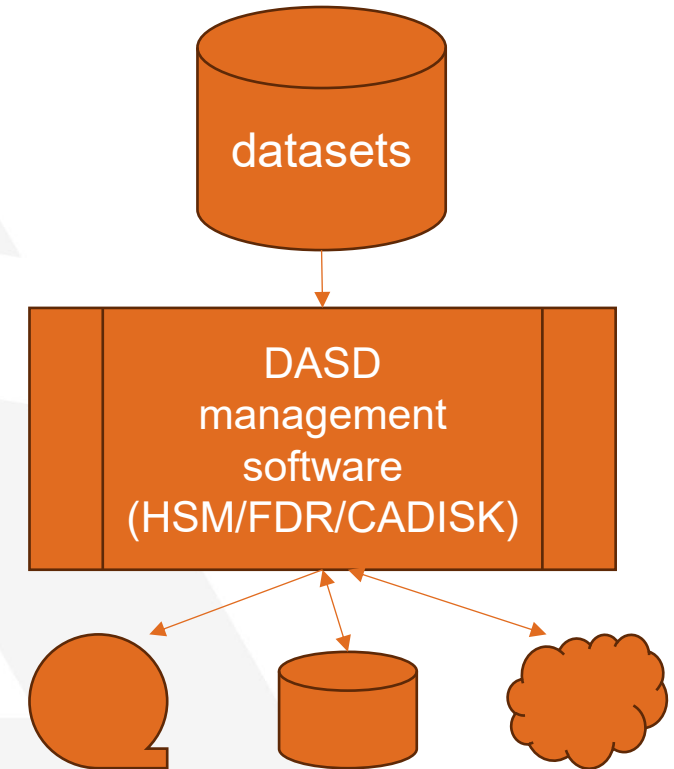 datasets
DASD
management
software
(HSM/FDR/CADISK)